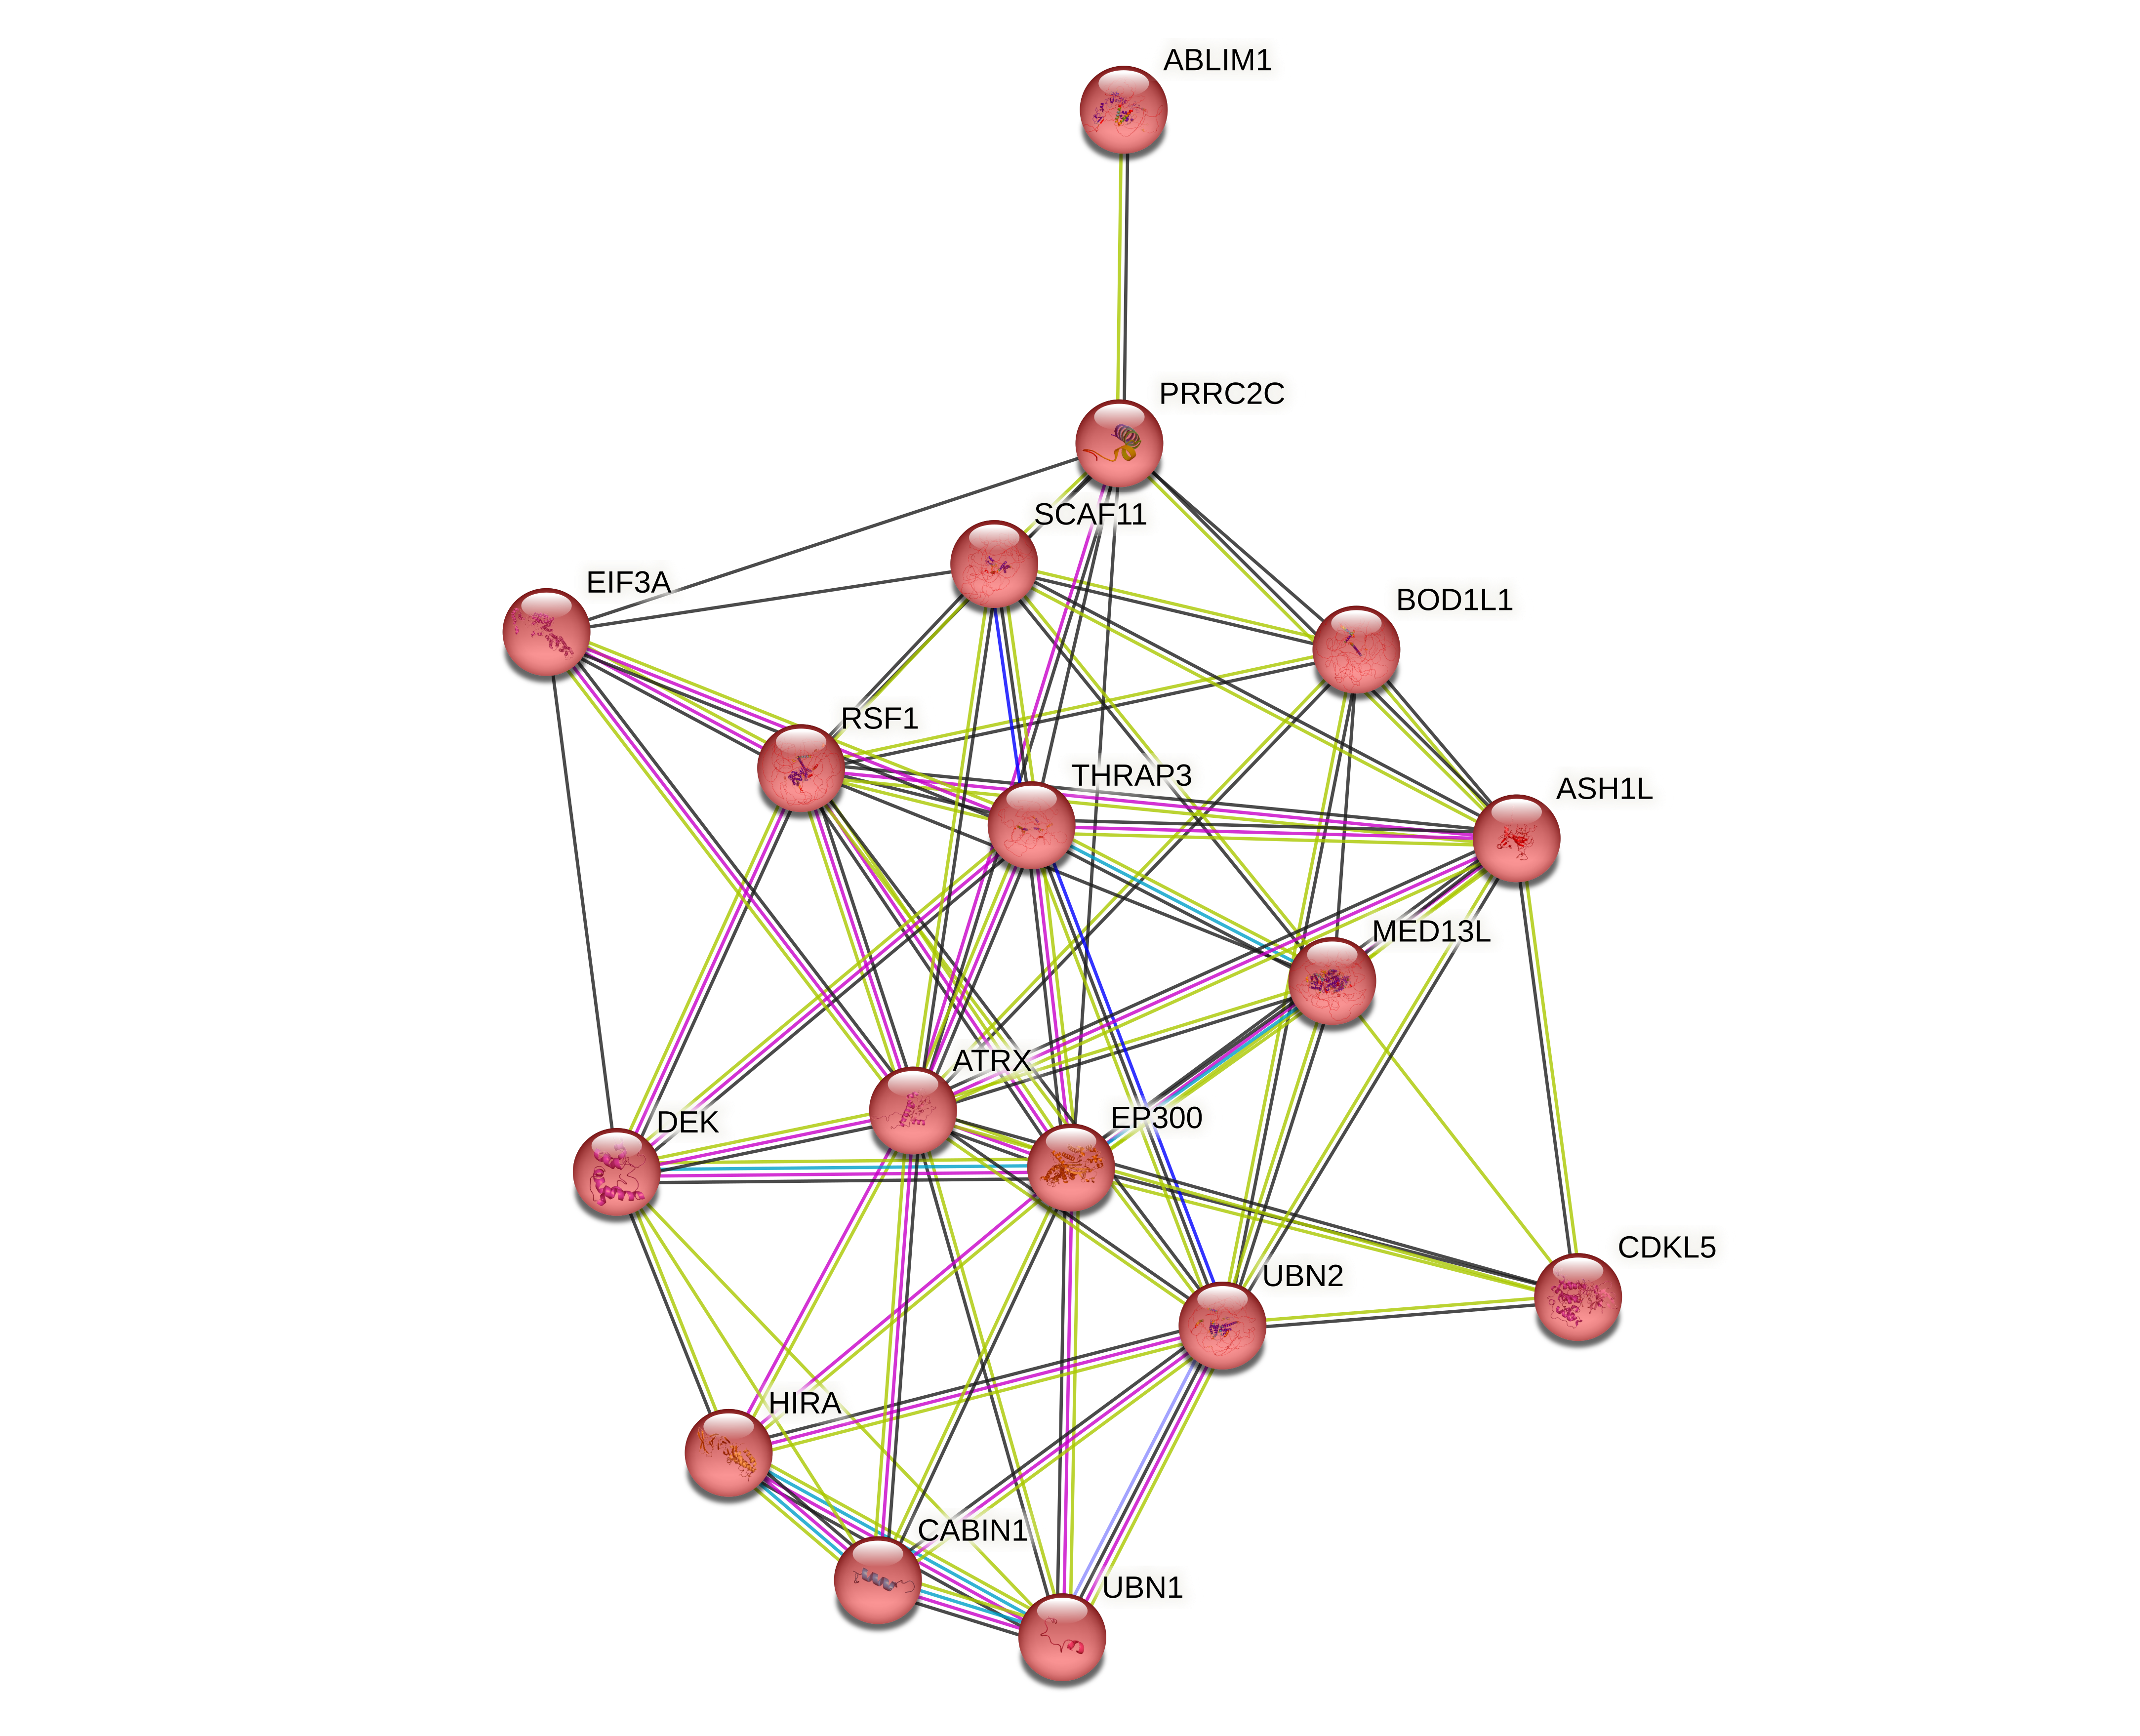 ABLIM1
PRRC2C
SCAF11
EIF3A
BOD1L1
RSF1
THRAP3
ASH1L
MED13L
ATRX
EP300
DEK
CDKL5
UBN2
HIRA
CABIN1
UBN1